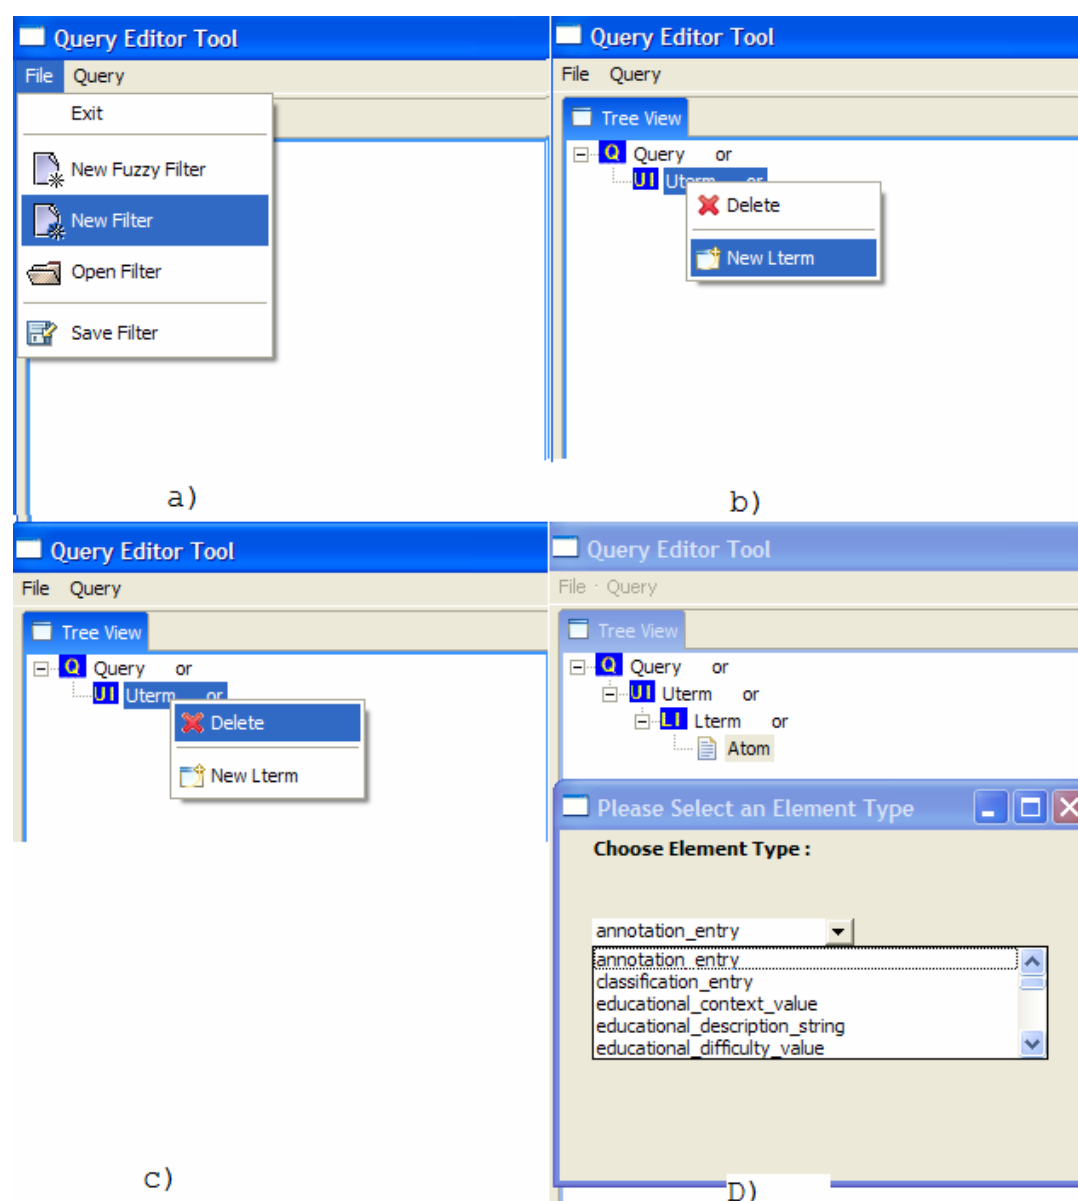 Query Editor Tool
File Query
Exit
New Fuzzy Filter
New Filter
Open Filter
Save Filter
a)
Query Editor Tool
File Query
Tree View
Q Query or
UI Uterm or
Delete
New Lterm
b)
Query Editor Tool
File Query
Tree View
Q Query or
UI Uterm or
Delete
New Lterm
c)
Query Editor Tool
File Query
Tree View
Q Query or
UI Uterm or
LI Lterm or
Atom
Please Select an Element Type
Choose Element Type :
annotation_entry
annotation_entry
classification_entry
educational_context_value
educational_description_string
educational_difficulty_value
D)